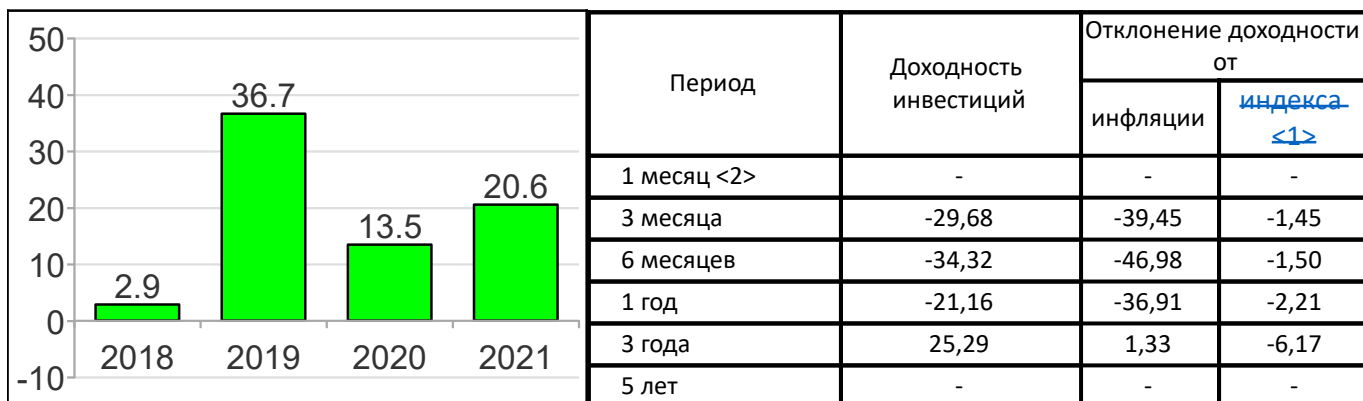 50
40
30
20
10
0
-10
2.9
36.7
13.5
20.6
2018 2019 2020 2021
Период
Доходность
инвестиций
Отклонение доходности
от
инфляции
индекса
<1>
1 месяц <2> - - -
3 месяца -29,68 -39,45 -1,45
6 месяцев -34,32 -46,98 -1,50
1 год -21,16 -36,91 -2,21
3 года 25,29 1,33 -6,17
5 лет - - -